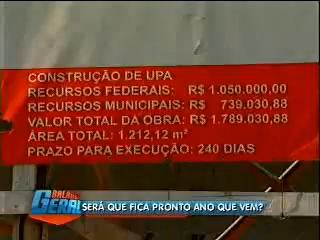 CONSTRUÇÃO DE UPA
RECURSOS FEDERAIS: R$ 1.050.000,00
RECURSOS MUNICIPAIS: R$ 739.030,88
VALOR TOTAL DA OBRA: R$ 1.789.030,88
ÁREA TOTAL: 1.212,12 m²
PRAZO PARA EXECUÇÃO: 240 DIAS
BALANÇO
GERAL
SERÁ QUE FICA PRONTO ANO QUE VEM?